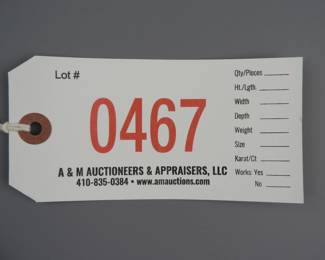 Lot #
0467
A & M AUCTIONEERS & APPRAISERS, LLC
410-835-0384 • www.amauctions.com
Qty/Pieces
Ht./Lgth.
Width
Depth
Weight
Size
Karat/Ct
Works: Yes
No